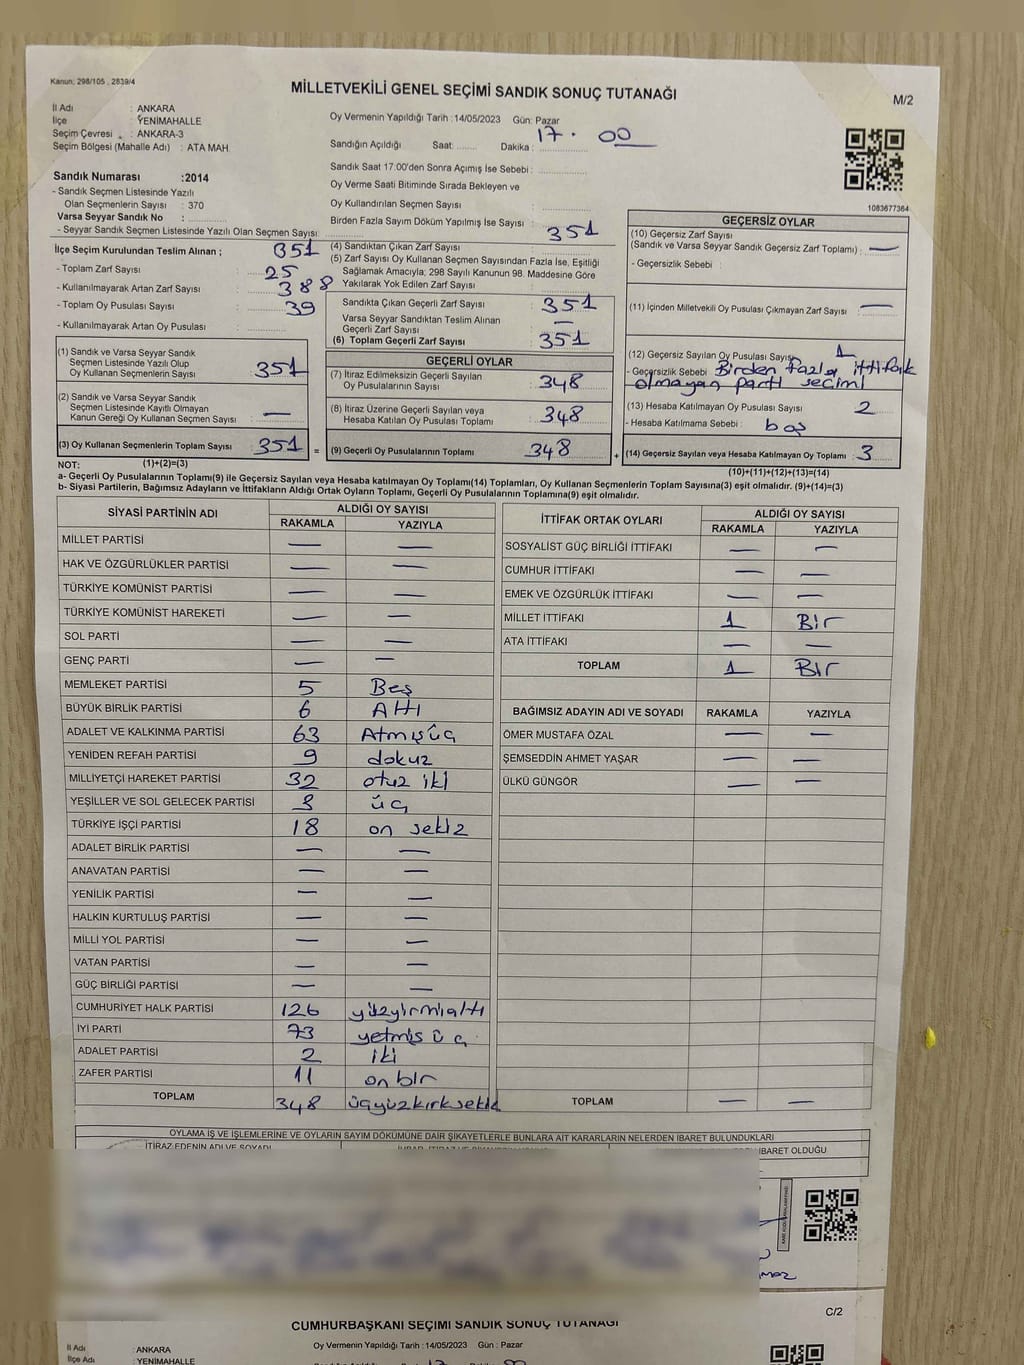 Kanun: 298/105 , 2839/4
MİLLETVEKİLİ GENEL SEÇİMİ SANDIK SONUÇ TUTANAĞI
M/2
İl Adı : ANKARA
İlçe : YENİMAHALLE
Seçim Çevresi : ANKARA-3
Seçim Bölgesi (Mahalle Adı) : ATA MAH.
Oy Vermenin Yapıldığı Tarih :14/05/2023 Gün: Pazar
Sandığın Açıldığı Saat: Dakika : 17.00
Sandık Saat 17:00'den Sonra Açımış İse Sebebi :
Oy Verme Saati Bitiminde Sırada Bekleyen ve
Oy Kullandırılan Seçmen Sayısı :
Birden Fazla Sayım Döküm Yapılmış İse Sayısı :
1083677364
Sandık Numarası :2014
- Sandık Seçmen Listesinde Yazılı
Olan Seçmenlerin Sayısı : 370
Varsa Seyyar Sandık No :
- Seyyar Sandık Seçmen Listesinde Yazılı Olan Seçmen Sayısı:
İlçe Seçim Kurulundan Teslim Alınan ; 351
- Toplam Zarf Sayısı : 25
- Kullanılmayarak Artan Zarf Sayısı : 388
- Toplam Oy Pusulası Sayısı : 39
- Kullanılmayarak Artan Oy Pusulası :
(4) Sandıktan Çıkan Zarf Sayısı : 351
(5) Zarf Sayısı Oy Kullanan Seçmen Sayısından Fazla İse, Eşitliği
Sağlamak Amacıyla; 298 Sayılı Kanunun 98. Maddesine Göre
Yakılarak Yok Edilen Zarf Sayısı :
Sandıkta Çıkan Geçerli Zarf Sayısı : 351
Varsa Seyyar Sandıktan Teslim Alınan
Geçerli Zarf Sayısı : —
(6) Toplam Geçerli Zarf Sayısı : 351
(1) Sandık ve Varsa Seyyar Sandık
Seçmen Listesinde Yazılı Olup
Oy Kullanan Seçmenlerin Sayısı : 351
(2) Sandık ve Varsa Seyyar Sandık
Seçmen Listesinde Kayıtlı Olmayan
Kanun Gereği Oy Kullanan Seçmen Sayısı : —
(3) Oy Kullanan Seçmenlerin Toplam Sayısı : 351 =
(1)+(2)=(3)
GEÇERLİ OYLAR
(7) İtiraz Edilmeksizin Geçerli Sayılan
Oy Pusulalarının Sayısı : 348
(8) İtiraz Üzerine Geçerli Sayılan veya
Hesaba Katılan Oy Pusulası Toplamı : 348
(9) Geçerli Oy Pusulalarının Toplamı : 348 +
GEÇERSİZ OYLAR
(10) Geçersiz Zarf Sayısı
(Sandık ve Varsa Seyyar Sandık Geçersiz Zarf Toplamı) : —
- Geçersizlik Sebebi :
(11) İçinden Milletvekili Oy Pusulası Çıkmayan Zarf Sayısı : —
(12) Geçersiz Sayılan Oy Pusulası Sayısı 1
- Geçersizlik Sebebi Birden fazla ittifak
olmayan parti seçimi
(13) Hesaba Katılmayan Oy Pusulası Sayısı : 2
- Hesaba Katılmama Sebebi : boş
(14) Geçersiz Sayılan veya Hesaba Katılmayan Oy Toplamı : 3
(10)+(11)+(12)+(13)=(14)
NOT:
a- Geçerli Oy Pusulalarının Toplamı(9) ile Geçersiz Sayılan veya Hesaba Katılmayan Oy Toplamı(14) Toplamları, Oy Kullanan Seçmenlerin Toplam Sayısına(3) eşit olmalıdır. (9)+(14)=(3)
b- Siyasi Partilerin, Bağımsız Adayların ve İttifakların Aldığı Ortak Oyların Toplamı, Geçerli Oy Pusulalarının Toplamına(9) eşit olmalıdır.
SİYASİ PARTİNİN ADI ALDIĞI OY SAYISI
RAKAMLA YAZIYLA
MİLLET PARTİSİ — —
HAK VE ÖZGÜRLÜKLER PARTİSİ — —
TÜRKİYE KOMÜNİST PARTİSİ — —
TÜRKİYE KOMÜNİST HAREKETİ — —
SOL PARTİ — —
GENÇ PARTİ — —
MEMLEKET PARTİSİ 5 Beş
BÜYÜK BİRLİK PARTİSİ 6 Altı
ADALET VE KALKINMA PARTİSİ 63 Atmışüç
YENİDEN REFAH PARTİSİ 9 dokuz
MİLLİYETÇİ HAREKET PARTİSİ 32 otuz iki
YEŞİLLER VE SOL GELECEK PARTİSİ 3 üç
TÜRKİYE İŞÇİ PARTİSİ 18 on sekiz
ADALET BİRLİK PARTİSİ — —
ANAVATAN PARTİSİ — —
YENİLİK PARTİSİ — —
HALKIN KURTULUŞ PARTİSİ — —
MİLLİ YOL PARTİSİ — —
VATAN PARTİSİ — —
GÜÇ BİRLİĞİ PARTİSİ — —
CUMHURİYET HALK PARTİSİ 126 yüzyirmialtı
İYİ PARTİ 73 yetmiş üç
ADALET PARTİSİ 2 iki
ZAFER PARTİSİ 11 on bir
TOPLAM 348 üçyüzkırksekiz
İTTİFAK ORTAK OYLARI ALDIĞI OY SAYISI
RAKAMLA YAZIYLA
SOSYALİST GÜÇ BİRLİĞİ İTTİFAKI — —
CUMHUR İTTİFAKI — —
EMEK VE ÖZGÜRLÜK İTTİFAKI — —
MİLLET İTTİFAKI 1 Bir
ATA İTTİFAKI — —
TOPLAM 1 Bir
BAĞIMSIZ ADAYIN ADI VE SOYADI RAKAMLA YAZIYLA
ÖMER MUSTAFA ÖZAL — —
ŞEMSEDDİN AHMET YAŞAR — —
ÜLKÜ GÜNGÖR — —
TOPLAM — —
OYLAMA İŞ VE İŞLEMLERİNE VE OYLARIN SAYIM DÖKÜMÜNE DAİR ŞİKAYETLERLE BUNLARA AİT KARARLARIN NELERDEN İBARET BULUNDUKLARI
İTİRAZ EDENİN ADI VE SOYADI
İBARET OLDUĞU
C/2
CUMHURBAŞKANI SEÇİMİ SANDIK SONUÇ TUTANAĞI
İl Adı : ANKARA
İlçe Adı : YENİMAHALLE
Oy Vermenin Yapıldığı Tarih :14/05/2023 Gün : Pazar